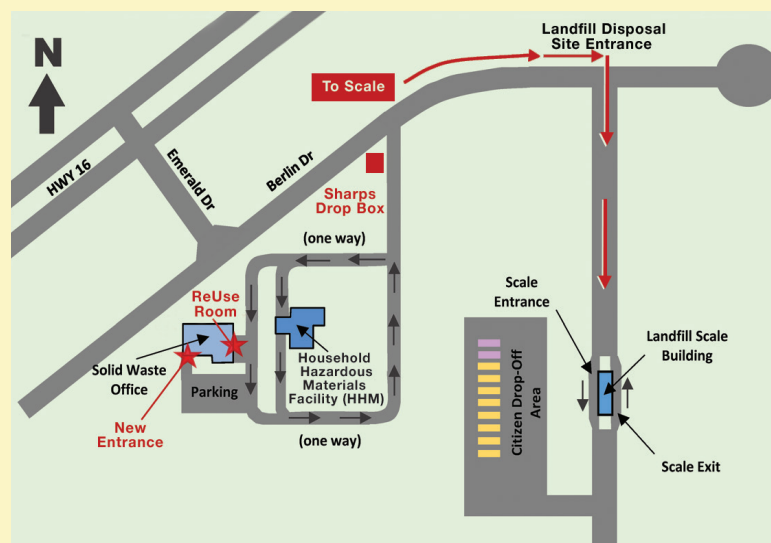 Landfill Disposal
Site Entrance
N
To Scale
HWY 16
Emerald Dr
Berlin Dr
Sharps
Drop Box
(one way)
ReUse
Room
Solid Waste
Office
Parking
New
Entrance
Household
Hazardous
Materials
Facility (HHM)
(one way)
Scale
Entrance
Landfill Scale
Building
Citizen Drop-Off
Area
Scale Exit